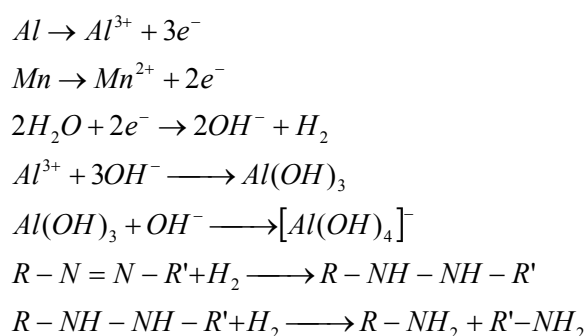 Al → Al³⁺ + 3e⁻
Mn → Mn²⁺ + 2e⁻
2H₂O + 2e⁻ → 2OH⁻ + H₂
Al³⁺ + 3OH⁻ ⟶ Al(OH)₃
Al(OH)₃ + OH⁻ ⟶ [Al(OH)₄]⁻
R − N = N − R'+H₂ ⟶ R − NH − NH − R'
R − NH − NH − R'+H₂ ⟶ R − NH₂ + R'−NH₂